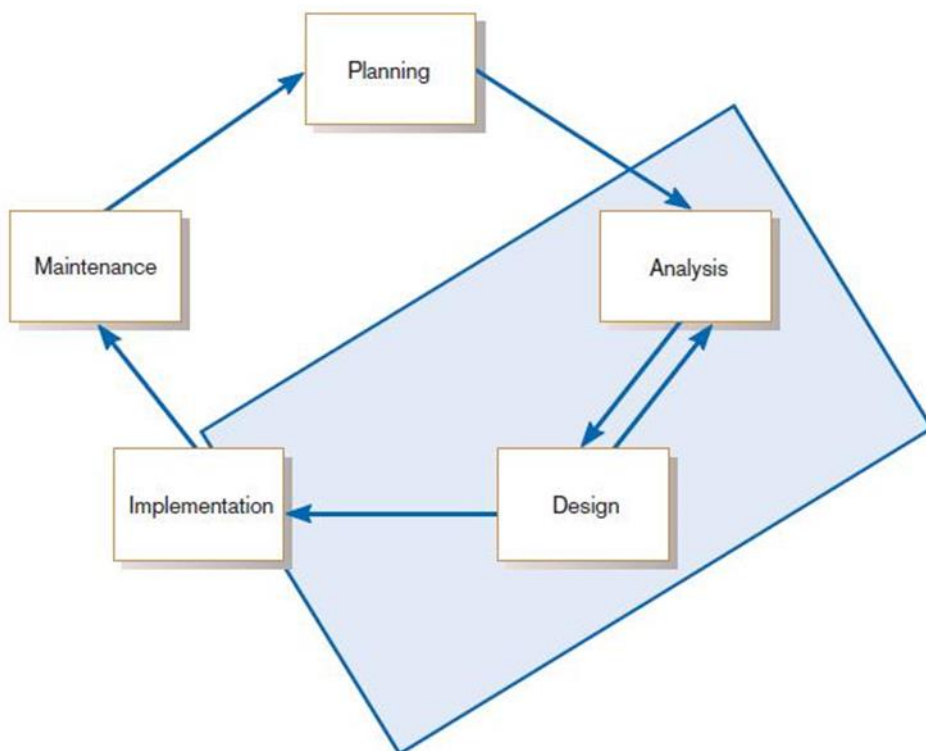 Planning
Maintenance
Analysis
Implementation
Design